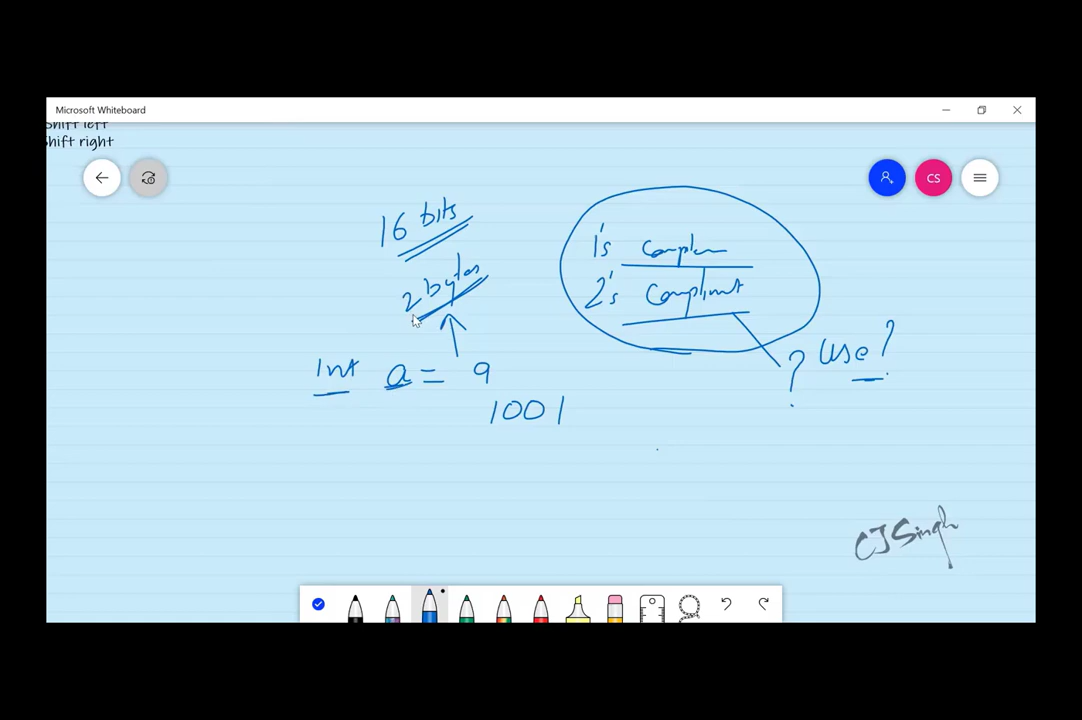 Microsoft Whiteboard
Shift left
Shift right
CS
16 bits
2 bytes
1's Complem
2's Compliment
? Use ?
Int a = 9
1001
CJSingh